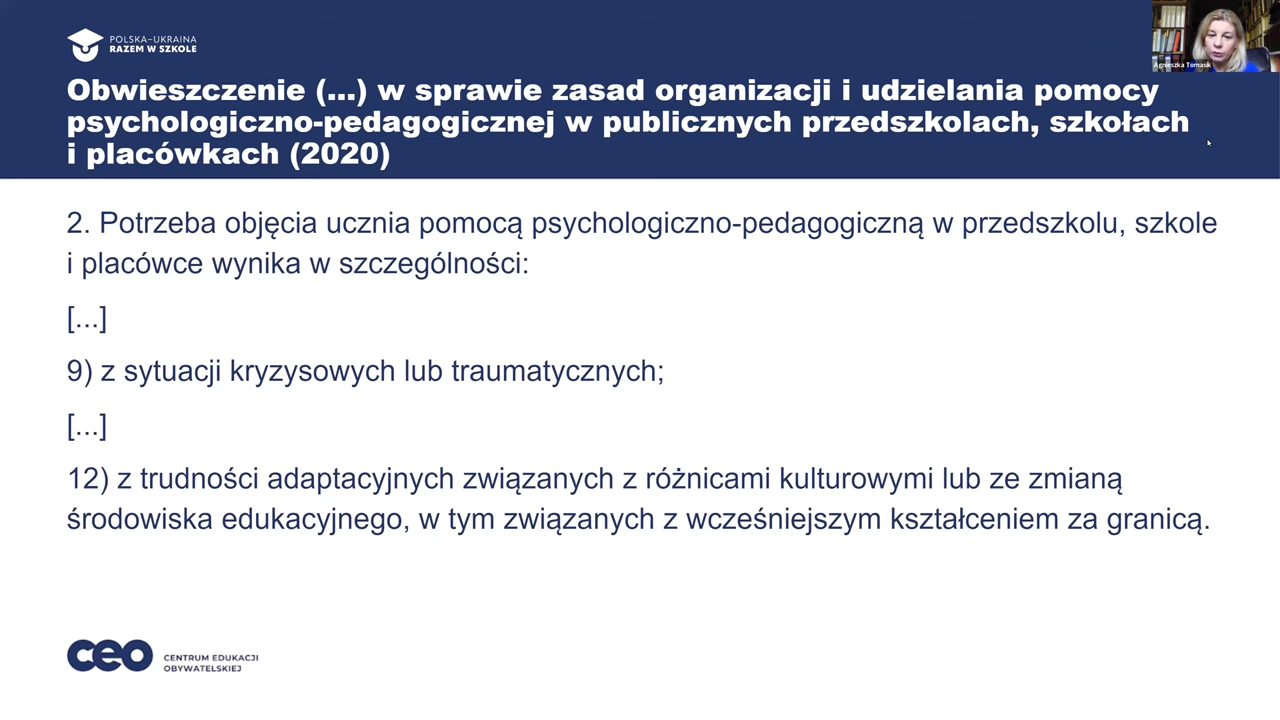 POLSKA–UKRAINA
RAZEM W SZKOLE
Agnieszka Tomasik
Obwieszczenie (...) w sprawie zasad organizacji i udzielania pomocy
psychologiczno-pedagogicznej w publicznych przedszkolach, szkołach
i placówkach (2020)
2. Potrzeba objęcia ucznia pomocą psychologiczno-pedagogiczną w przedszkolu, szkole
i placówce wynika w szczególności:
[...]
9) z sytuacji kryzysowych lub traumatycznych;
[...]
12) z trudności adaptacyjnych związanych z różnicami kulturowymi lub ze zmianą
środowiska edukacyjnego, w tym związanych z wcześniejszym kształceniem za granicą.
ceo
CENTRUM EDUKACJI
OBYWATELSKIEJ